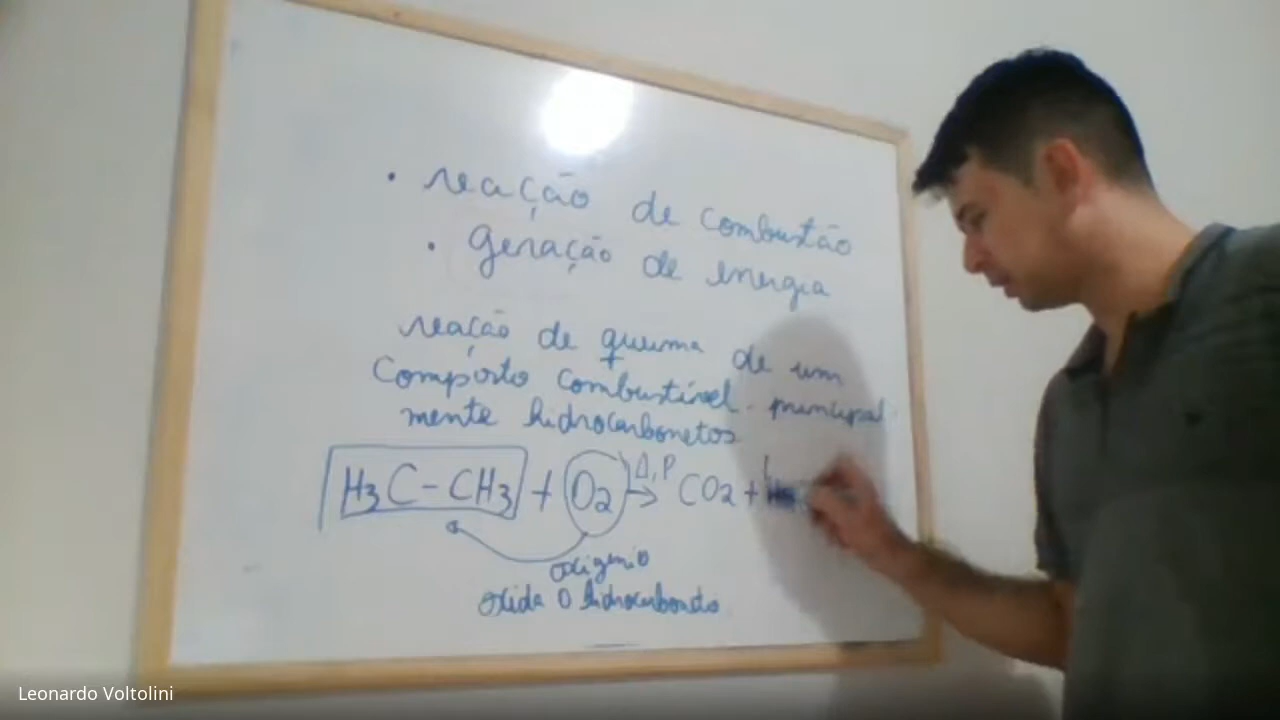 • reação de combustão
• Geração de energia
reação de queima de um
Composto combustível - principal-
mente hidrocarbonetos
H3C-CH3 + O2 → CO2 +
Δ, P
oxigenio
oxida o hidrocarboneto
Leonardo Voltolini